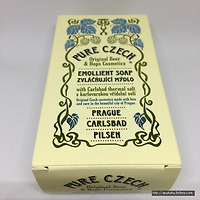 PURE CZECH
Original Beer
& Hops Cosmetics
EMOLLIENT SOAP
ZVLÁČŇUJÍCÍ MÝDLO
with Carlsbad thermal salt
s karlovarskou vřídelní solí
Original Czech cosmetics made with love
and care in the beautiful city of Prague.
PRAGUE
CARLSBAD
PILSEN
PURE CZECH